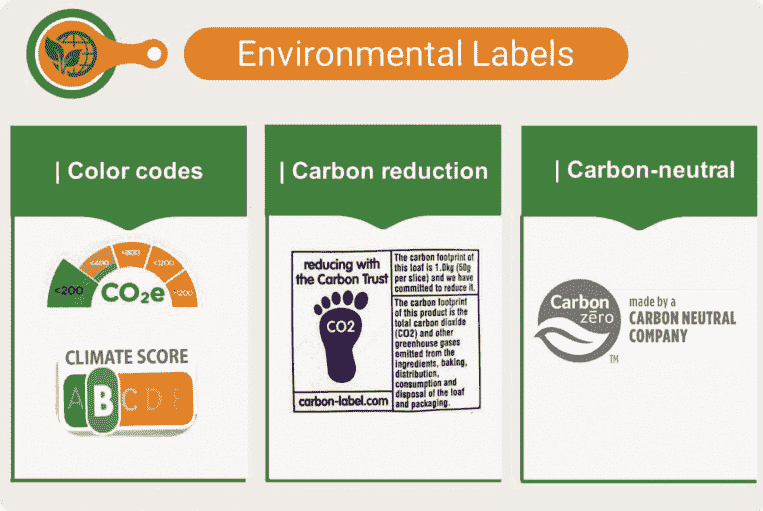 Environmental Labels
| Color codes
<200
<400
<800
<1200
>1200
CO₂e
CLIMATE SCORE
A B C D E
| Carbon reduction
reducing with
the Carbon Trust
CO2
carbon-label.com
The carbon footprint of
this loaf is 1.0kg (50g
per slice) and we have
committed to reduce it.
The carbon footprint
of this product is the
total carbon dioxide
(CO2) and other
greenhouse gases
emitted from the
ingredients, baking,
distribution,
consumption and
disposal of the loaf
and packaging.
| Carbon-neutral
Carbon
zēro
TM
made by a
CARBON NEUTRAL
COMPANY